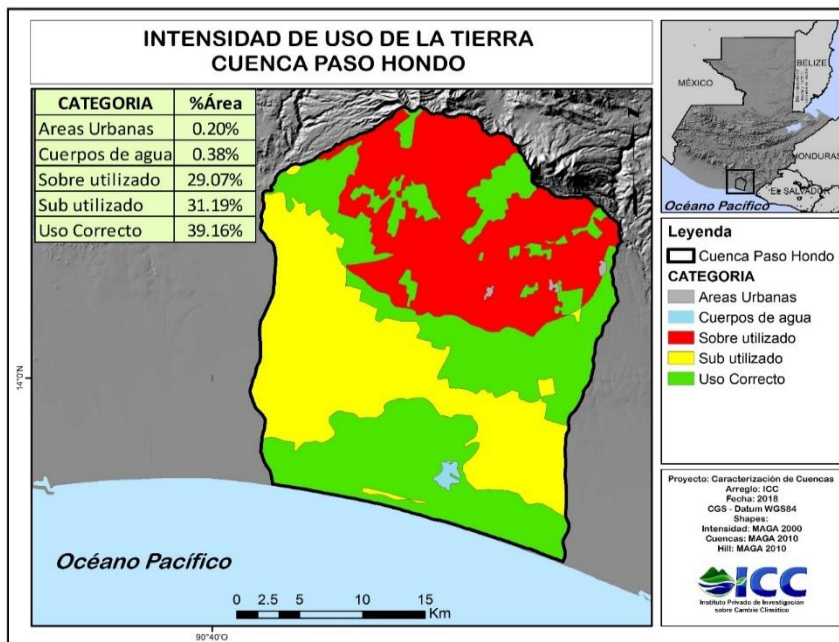 INTENSIDAD DE USO DE LA TIERRA
CUENCA PASO HONDO
CATEGORIA %Área
Areas Urbanas 0.20%
Cuerpos de agua 0.38%
Sobre utilizado 29.07%
Sub utilizado 31.19%
Uso Correcto 39.16%
14°0'N
Océano Pacífico
0 2.5 5 10 15
Km
90°40'O
MÉXICO
BELIZE
HONDURAS
EL SALVADOR
Océano Pacífico
Leyenda
Cuenca Paso Hondo
CATEGORIA
Areas Urbanas
Cuerpos de agua
Sobre utilizado
Sub utilizado
Uso Correcto
Proyecto: Caracterización de Cuencas
Arreglo: ICC
Fecha: 2018
CGS - Datum WGS84
Shapes:
Intensidad: MAGA 2000
Cuencas: MAGA 2010
Hill: MAGA 2010
ICC
Instituto Privado de Investigación
sobre Cambio Climático